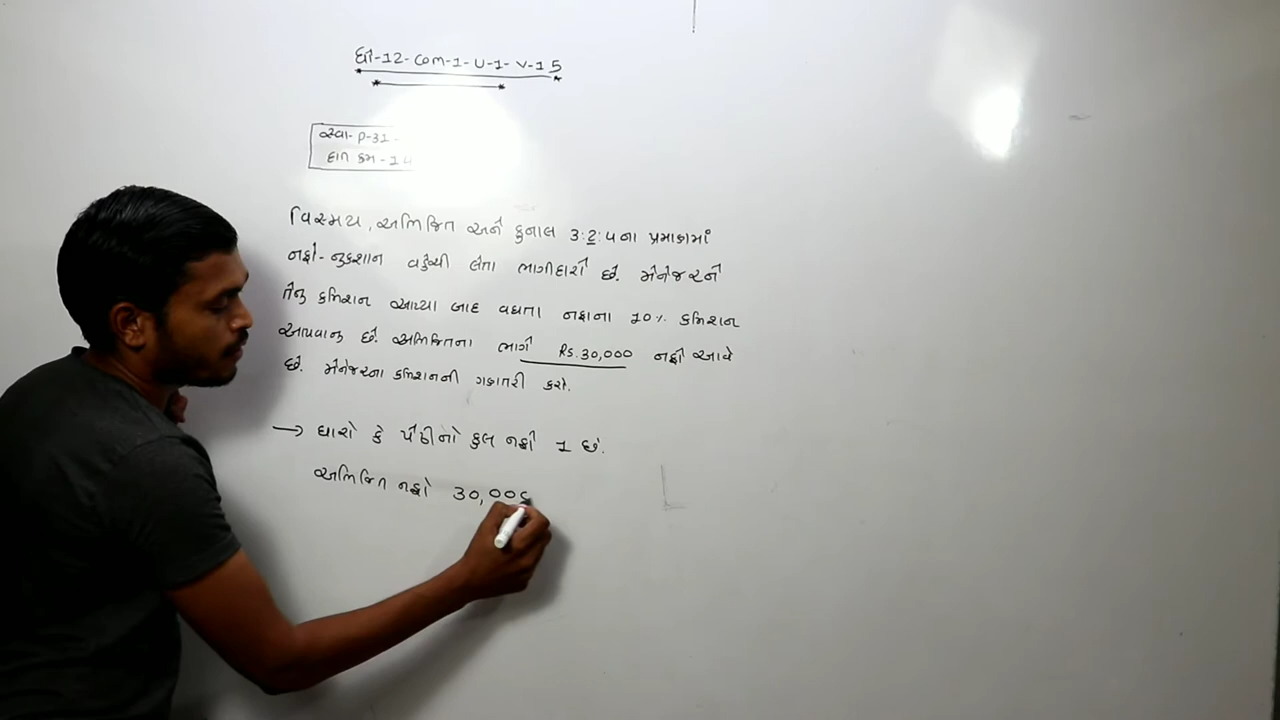 ધો-12-com-1-U-1-V-15
સ્વા-P-31-
દાન ક્રમ-14
વિસ્મય, અભિજિત અને કુનાલ 3:2:5ના પ્રમાણમાં
નફો-નુકશાન વહેંચી લેતા ભાગીદારો છે. મેનેજરને
તેનુ કમિશન આપ્યા બાદ વધતા નફાના 10% કમિશન
આપવાનુ છે. અભિજિતના ભાગે Rs.30,000 નફો આવે
છે. મેનેજરના કમિશનની ગણતરી કરો.
→ ધારો કે પેઢીનો કુલ નફો 1 છે.
અભિજિત નફો 30,000